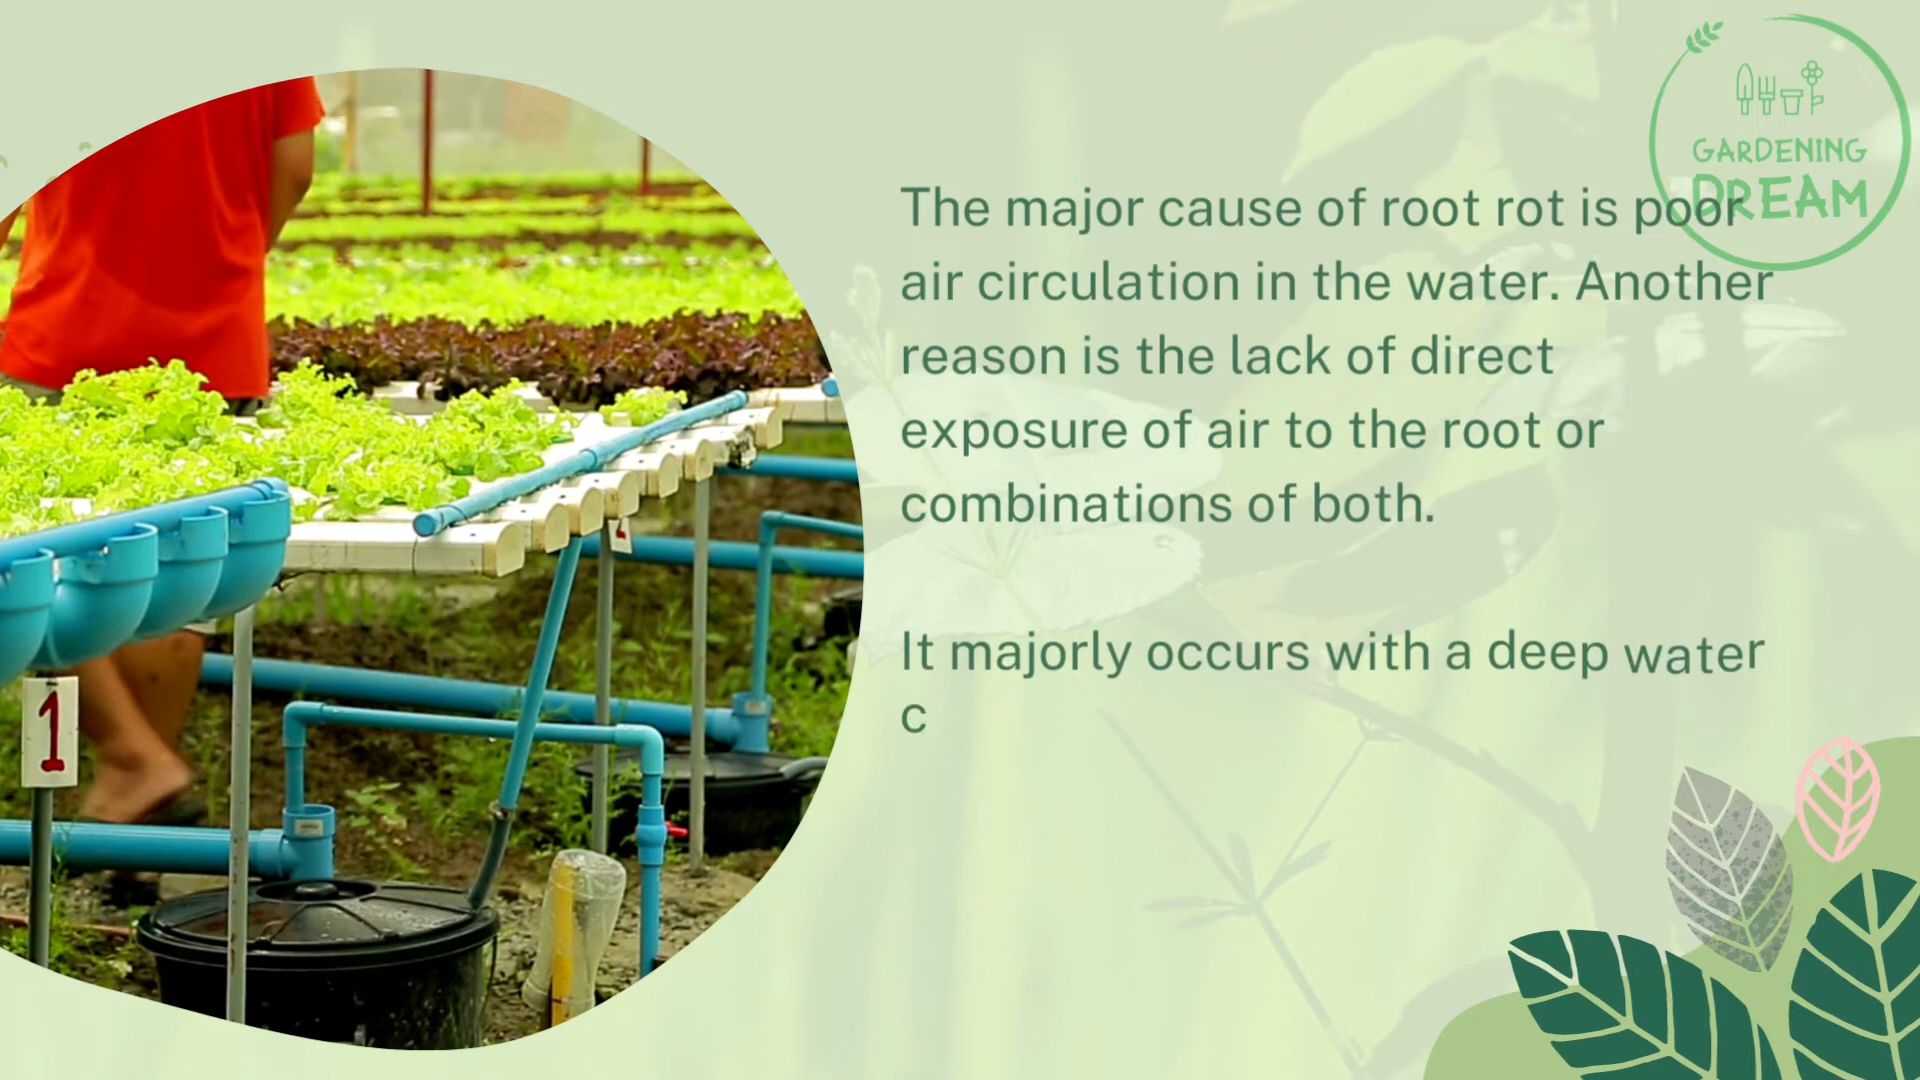 GARDENING
DREAM
The major cause of root rot is poor
air circulation in the water. Another
reason is the lack of direct
exposure of air to the root or
combinations of both.
It majorly occurs with a deep water
c
1